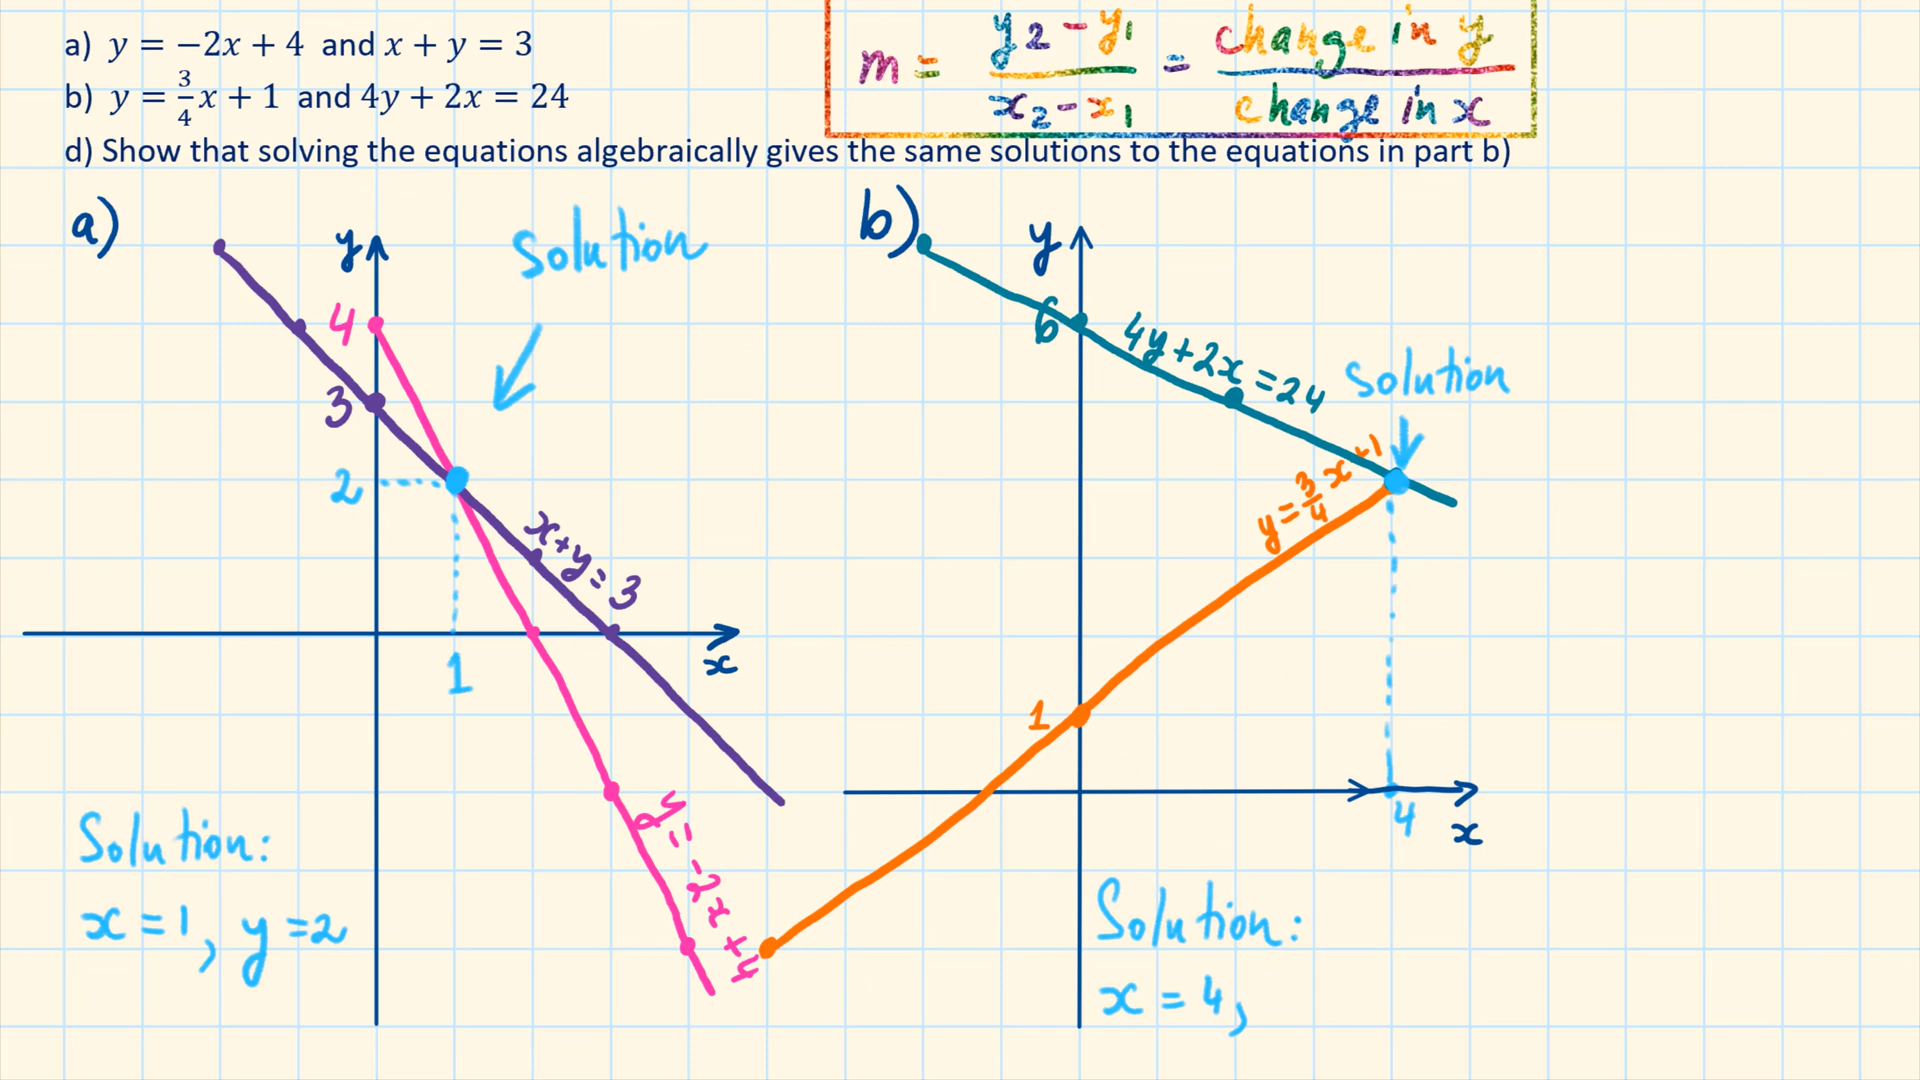 a) y = −2x + 4 and x + y = 3
b) y = 3/4 x + 1 and 4y + 2x = 24
d) Show that solving the equations algebraically gives the same solutions to the equations in part b)
m = y2 − y1 / x2 − x1 = change in y / change in x
a)
y
Solution
4
3
2
x+y=3
1
x
y=-2x+4
Solution:
x=1, y=2
b)
y
6
4y+2x=24
Solution
y=3/4 x+1
1
4
x
Solution:
x = 4,